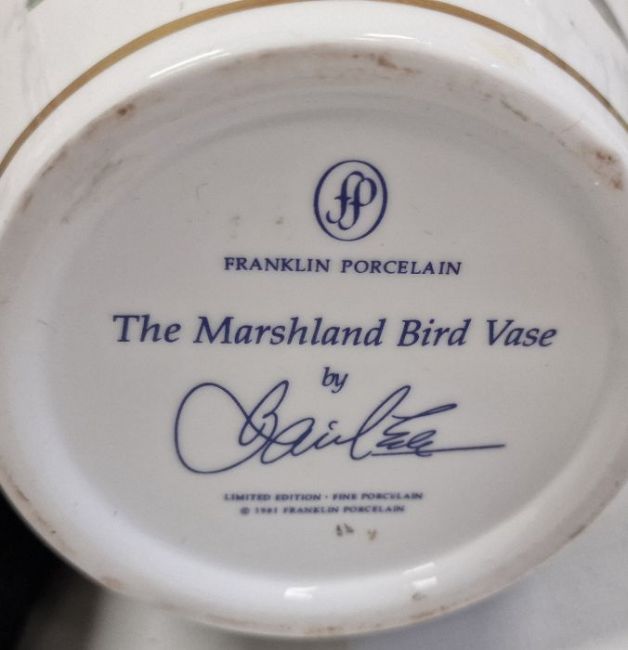 FP
FRANKLIN PORCELAIN
The Marshland Bird Vase
by
LIMITED EDITION · FINE PORCELAIN
© 1981 FRANKLIN PORCELAIN